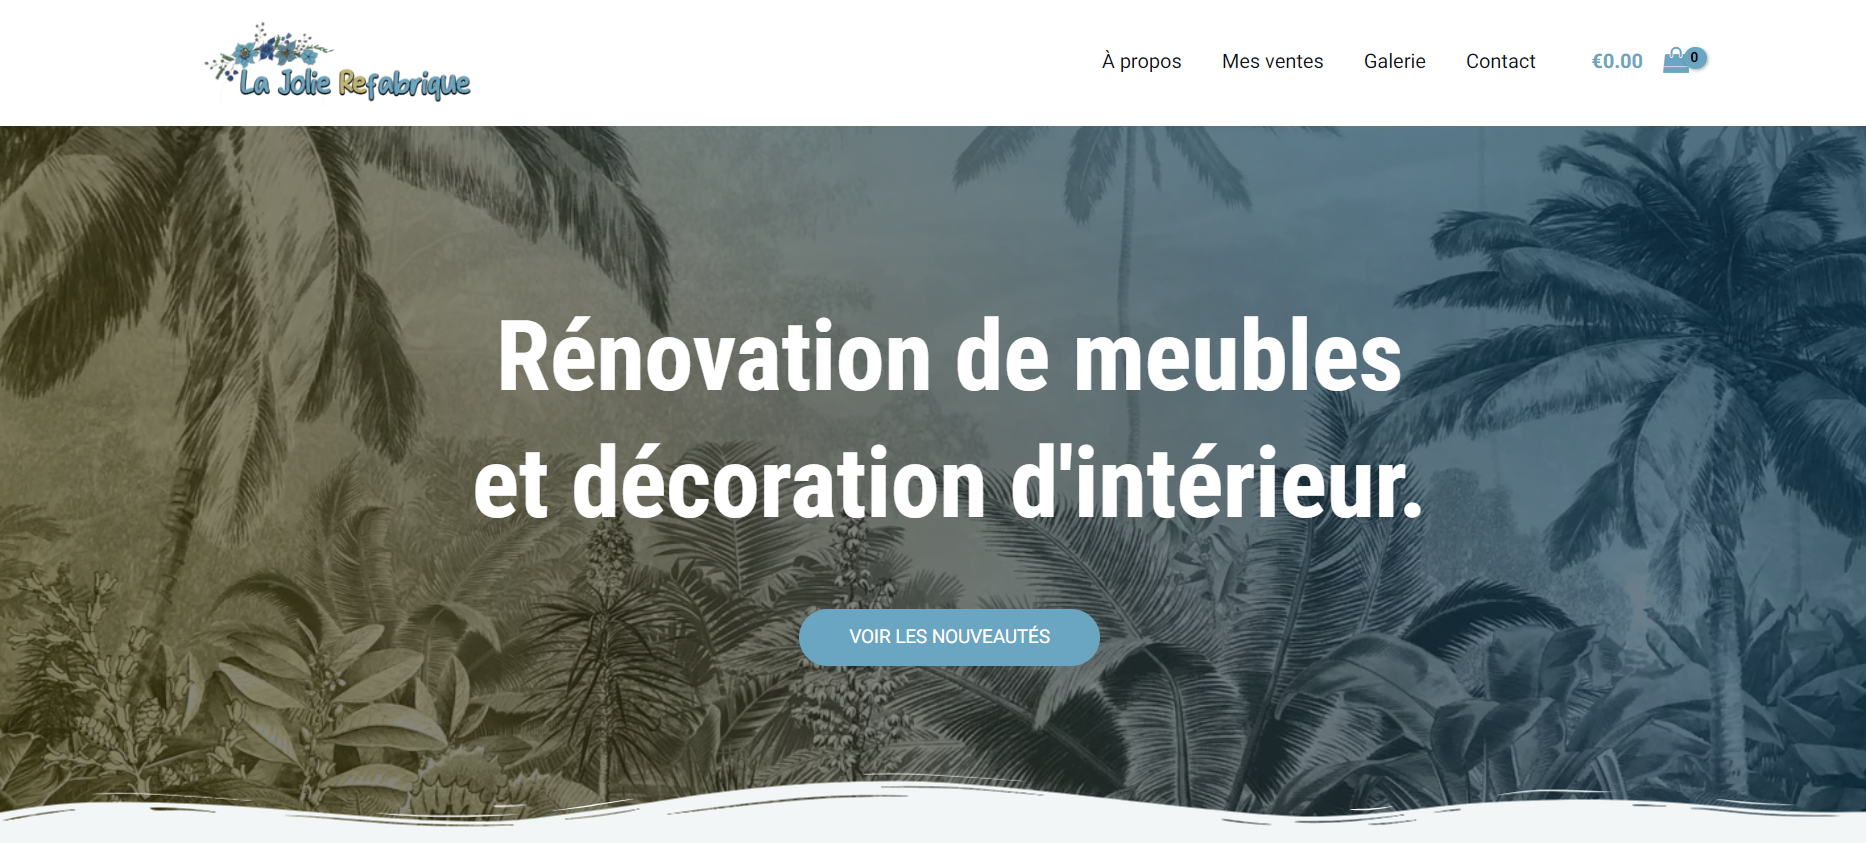 La Jolie Refabrique
À propos Mes ventes Galerie Contact €0.00 0
Rénovation de meubles
et décoration d'intérieur.
VOIR LES NOUVEAUTÉS